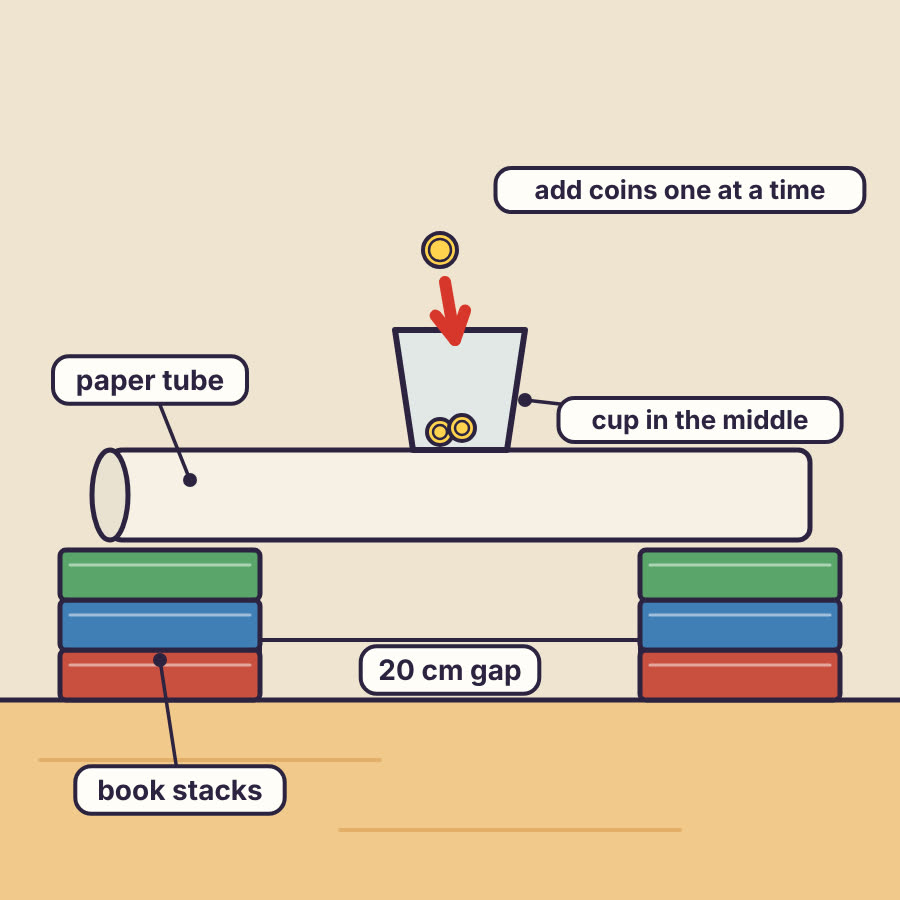 add coins one at a time
paper tube
cup in the middle
20 cm gap
book stacks